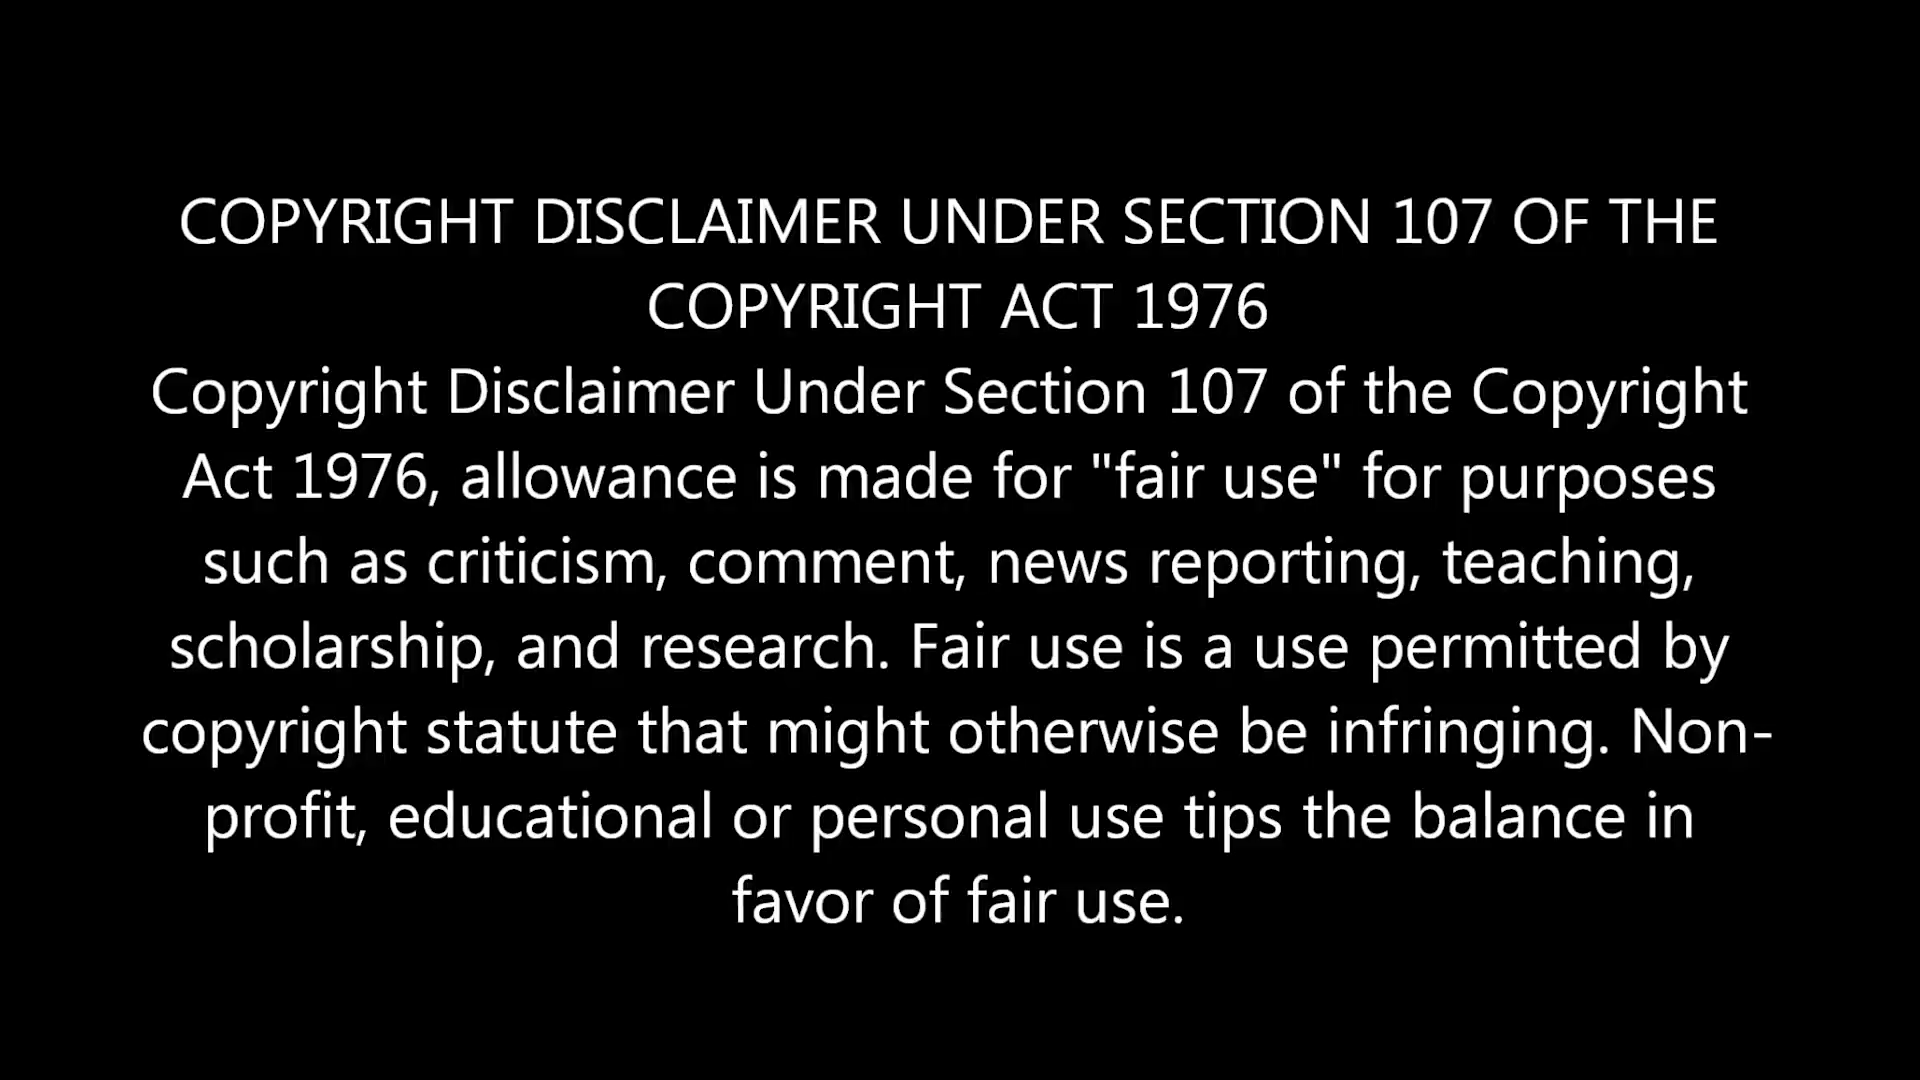 COPYRIGHT DISCLAIMER UNDER SECTION 107 OF THE
COPYRIGHT ACT 1976
Copyright Disclaimer Under Section 107 of the Copyright
Act 1976, allowance is made for "fair use" for purposes
such as criticism, comment, news reporting, teaching,
scholarship, and research. Fair use is a use permitted by
copyright statute that might otherwise be infringing. Non-
profit, educational or personal use tips the balance in
favor of fair use.